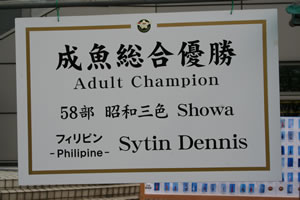 成魚総合優勝
Adult Champion
58部 昭和三色 Showa
フィリピン
-Philipine- Sytin Dennis